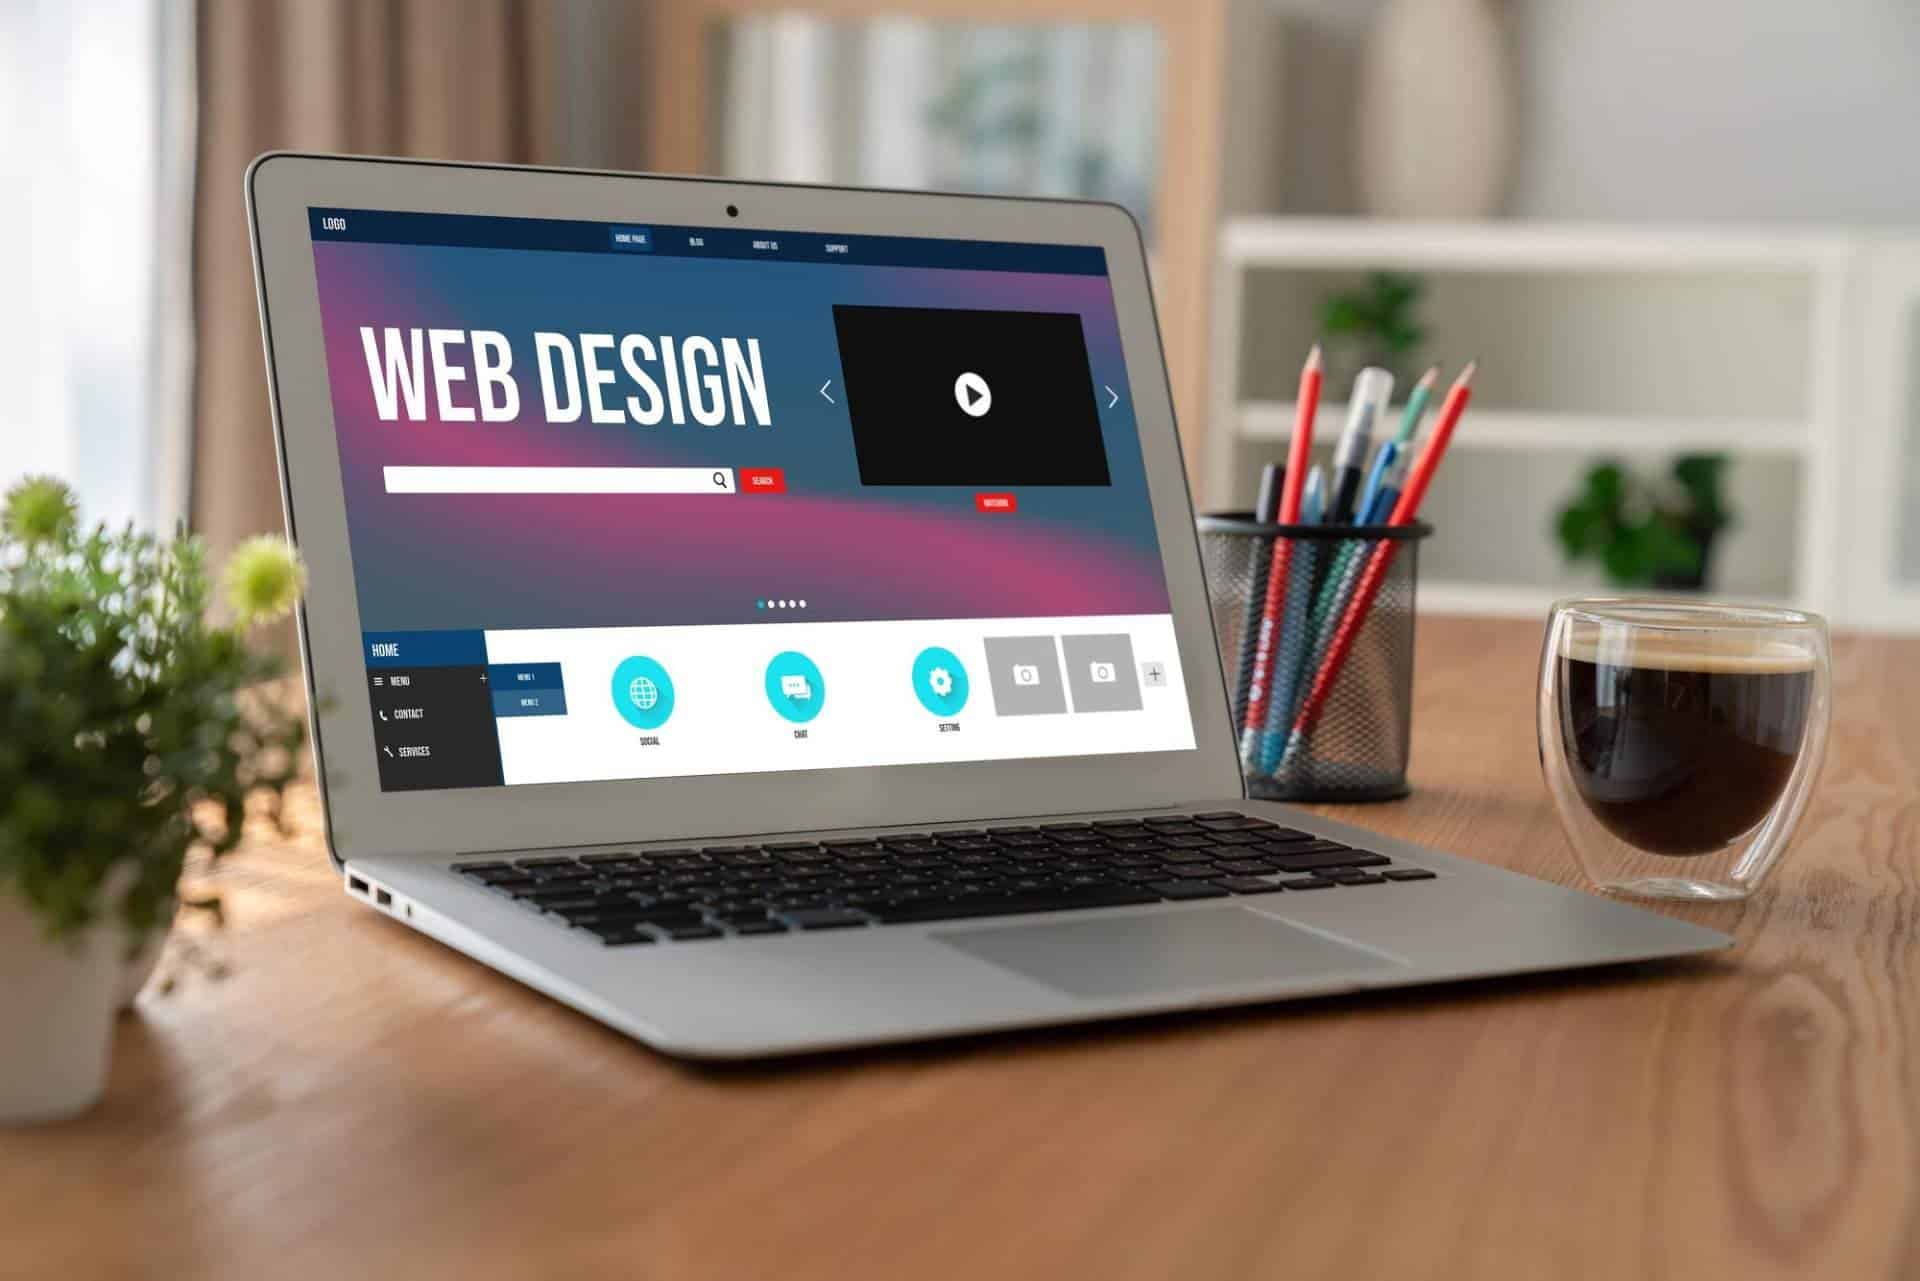 LOGO
HOME PAGE
BLOG
ABOUT US
SUPPORT
WEB DESIGN
SEARCH
WATCHING
HOME
MENU
CONTACT
SERVICES
MENU 1
MENU 2
SOCIAL
CHAT
SETTING